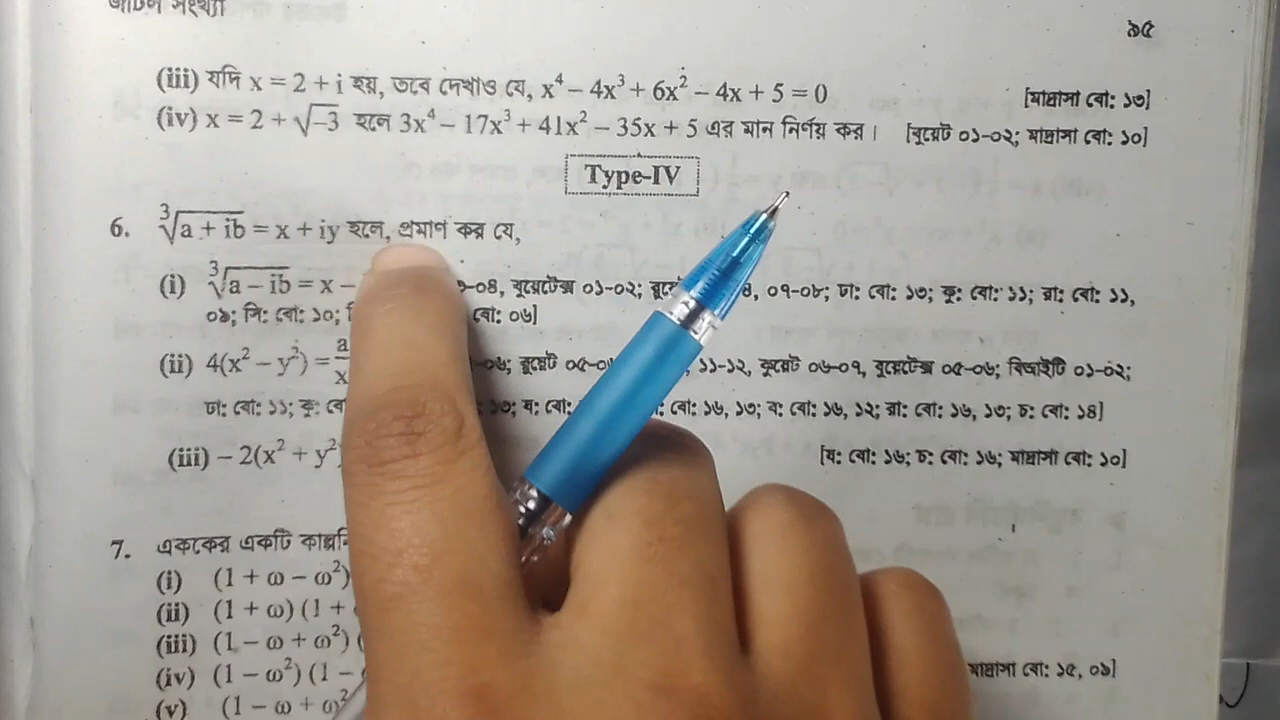 জটিল সংখ্যা
৯৫
(iii) যদি x = 2 + i হয়, তবে দেখাও যে, x⁴ – 4x³ + 6x² – 4x + 5 = 0 [মাদ্রাসা বো: ১৩]
(iv) x = 2 + √–3 হলে 3x⁴ – 17x³ + 41x² – 35x + 5 এর মান নির্ণয় কর। [বুয়েট ০১-০২; মাদ্রাসা বো: ১০]
Type-IV
6. ∛(a + ib) = x + iy হলে, প্রমাণ কর যে,
(i) ∛(a – ib) = x – ০৪, বুয়েটেক্স ০১-০২; ০৭-০৮; ঢা: বো: ১৩; কু: বো: ১১; রা: বো: ১১,
০৯; সি: বো: ১০; বো: ০৬]
(ii) 4(x² – y²) = a/x ০৬; বুয়েট ০৫-০ ১১-১২, কুয়েট ০৬-০৭, বুয়েটেক্স ০৫-০৬; বিআইটি ০১-০২;
ঢা: বো: ১১; কু: বো ১৩; য: বো: বো: ১৬, ১৩; ব: বো: ১৬, ১২; রা: বো: ১৬, ১৩; চ: বো: ১৪]
(iii) – 2(x² + y²) [য: বো: ১৬; চ: বো: ১৬; মাদ্রাসা বো: ১০]
7. এককের একটি
(i) (1 + ω – ω²)
(ii) (1 + ω) (1 +
(iii) (1 – ω + ω²) (
(iv) (1 – ω²) (1 – মাদ্রাসা বো: ১৫, ০৯]
(v) (1 – ω + ω²